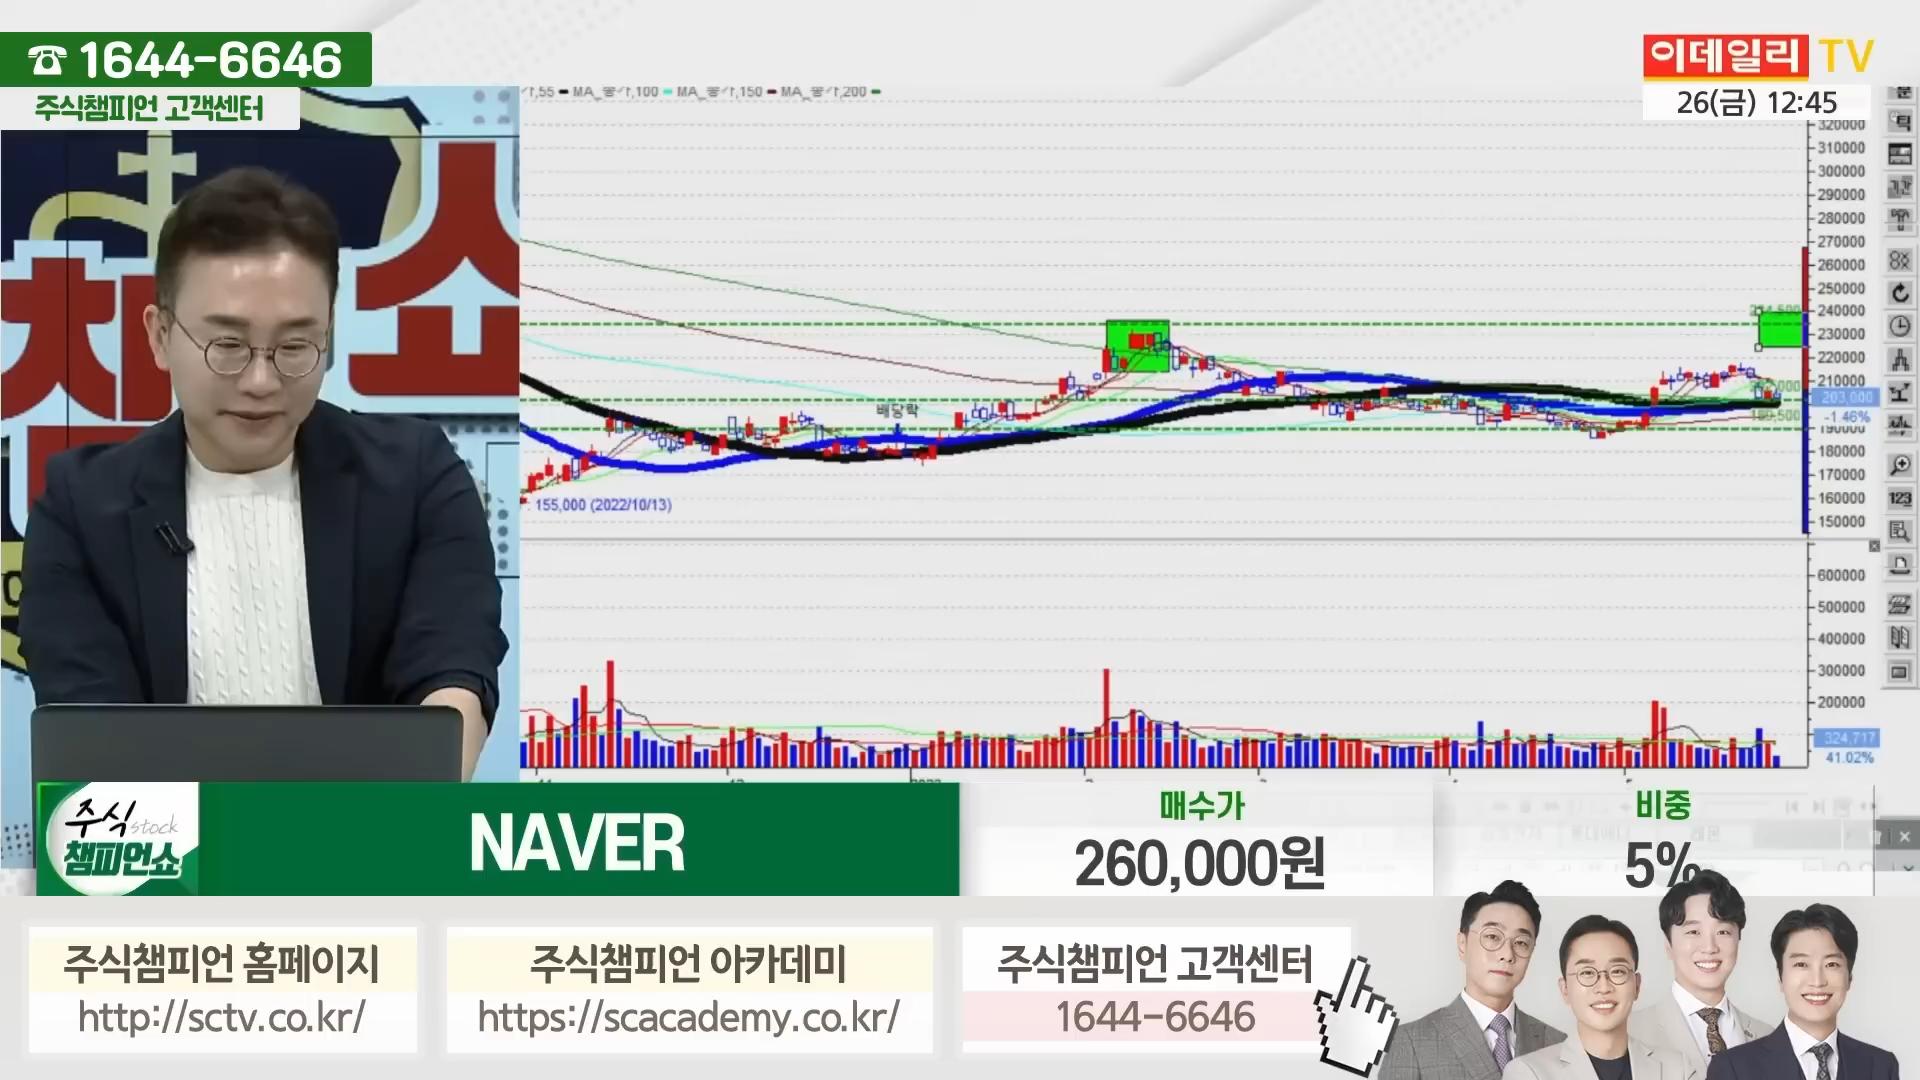 ☎ 1644-6646
주식챔피언 고객센터
이데일리 TV
26(금) 12:45
320000
310000
300000
290000
280000
270000
260000
250000
240000
230000
220000
210000
203,000
-1.46%
190000
180000
170000
160000
150000
배당락
155,000 (2022/10/13)
600000
500000
400000
300000
200000
324,717
41.02%
123
주식 stock
챔피언쇼
NAVER
매수가
260,000원
비중
5%
주식챔피언 홈페이지
http://sctv.co.kr/
주식챔피언 아카데미
https://scacademy.co.kr/
주식챔피언 고객센터
1644-6646